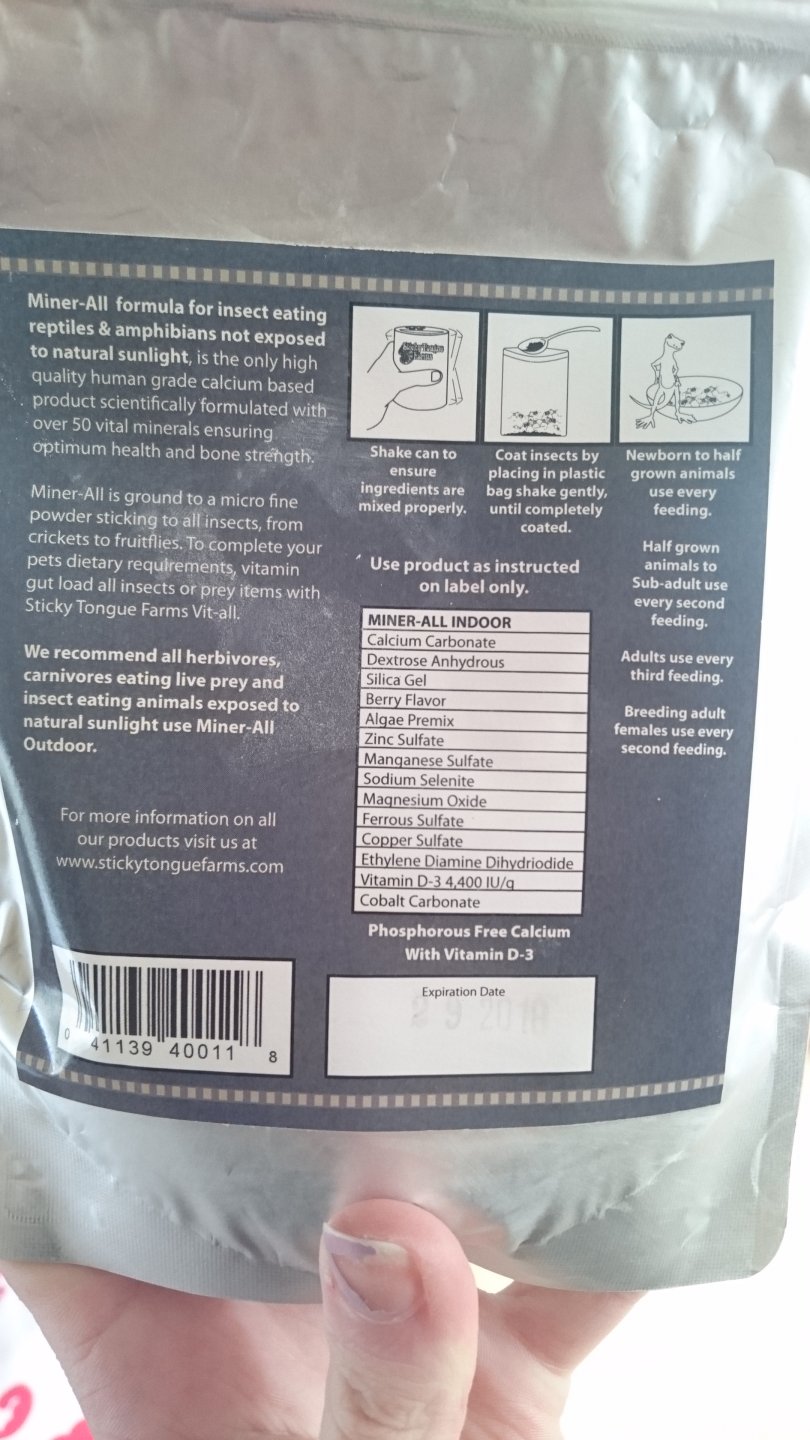 Miner-All formula for insect eating
reptiles & amphibians not exposed
to natural sunlight, is the only high
quality human grade calcium based
product scientifically formulated with
over 50 vital minerals ensuring
optimum health and bone strength.
Miner-All is ground to a micro fine
powder sticking to all insects, from
crickets to fruitflies. To complete your
pets dietary requirements, vitamin
gut load all insects or prey items with
Sticky Tongue Farms Vit-all.
We recommend all herbivores,
carnivores eating live prey and
insect eating animals exposed to
natural sunlight use Miner-All
Outdoor.
For more information on all
our products visit us at
www.stickytonguefarms.com
0 41139 40011 8
Sticky Tongue
Farms
Shake can to
ensure
ingredients are
mixed properly.
Coat insects by
placing in plastic
bag shake gently,
until completely
coated.
Newborn to half
grown animals
use every
feeding.
Half grown
animals to
Sub-adult use
every second
feeding.
Adults use every
third feeding.
Breeding adult
females use every
second feeding.
Use product as instructed
on label only.
MINER-ALL INDOOR
Calcium Carbonate
Dextrose Anhydrous
Silica Gel
Berry Flavor
Algae Premix
Zinc Sulfate
Manganese Sulfate
Sodium Selenite
Magnesium Oxide
Ferrous Sulfate
Copper Sulfate
Ethylene Diamine Dihydriodide
Vitamin D-3 4,400 IU/g
Cobalt Carbonate
Phosphorous Free Calcium
With Vitamin D-3
Expiration Date